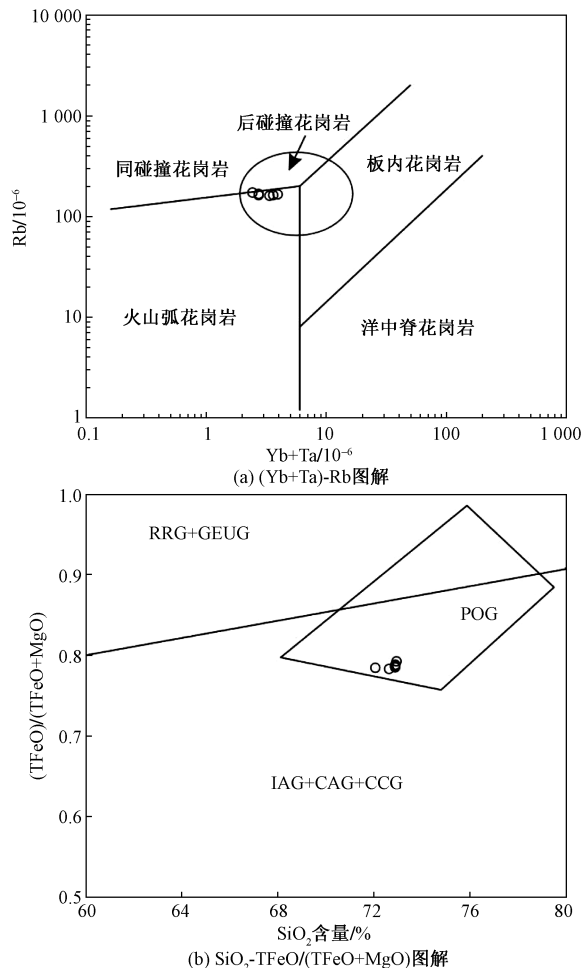 10 000
1 000
后碰撞花岗岩
同碰撞花岗岩
板内花岗岩
Rb/10⁻⁶
100
火山弧花岗岩
洋中脊花岗岩
10
1
0.1 1 10 100 1 000
Yb+Ta/10⁻⁶
(a) (Yb+Ta)-Rb图解
1.0
RRG+GEUG
0.9
POG
(TFeO)/(TFeO+MgO)
0.8
0.7
IAG+CAG+CCG
0.6
0.5
60 64 68 72 76 80
SiO₂含量/%
(b) SiO₂-TFeO/(TFeO+MgO)图解